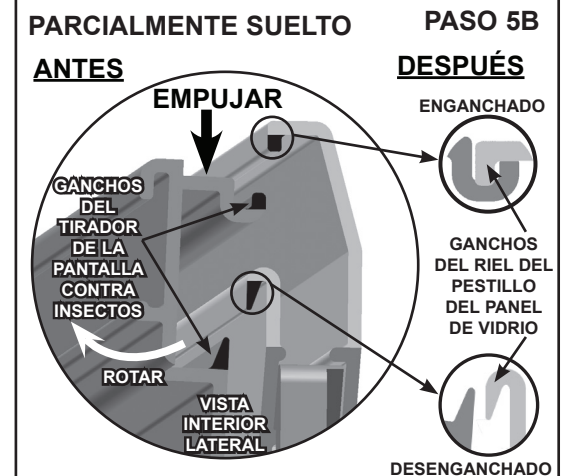 PARCIALMENTE SUELTO
PASO 5B
ANTES
DESPUÉS
EMPUJAR
ENGANCHADO
GANCHOS
DEL
TIRADOR
DE LA
PANTALLA
CONTRA
INSECTOS
GANCHOS
DEL RIEL DEL
PESTILLO
DEL PANEL
DE VIDRIO
ROTAR
VISTA
INTERIOR
LATERAL
DESENGANCHADO